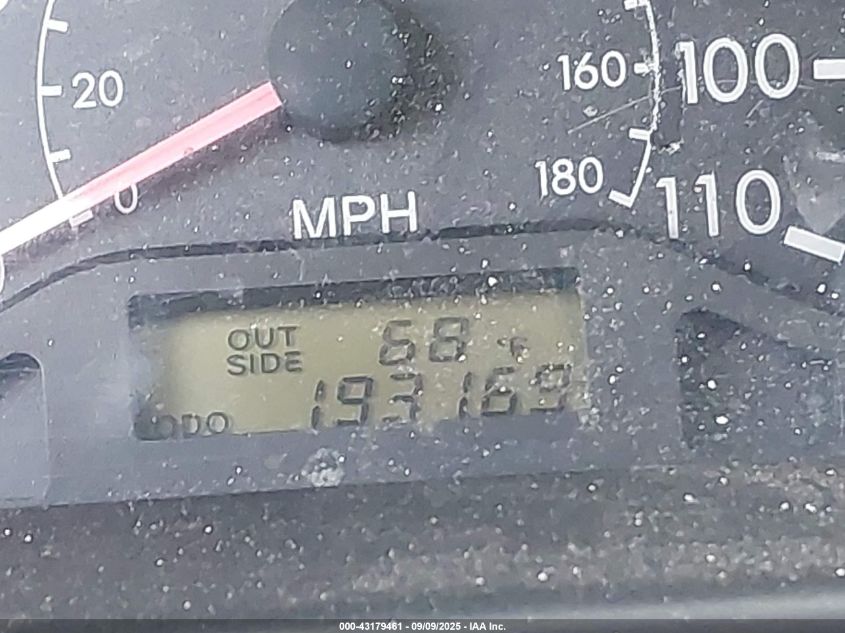 20
0
160
180
100
110
MPH
OUT SIDE
68 °F
ODO 193169
000-43179461 - 09/09/2025 - IAA Inc.